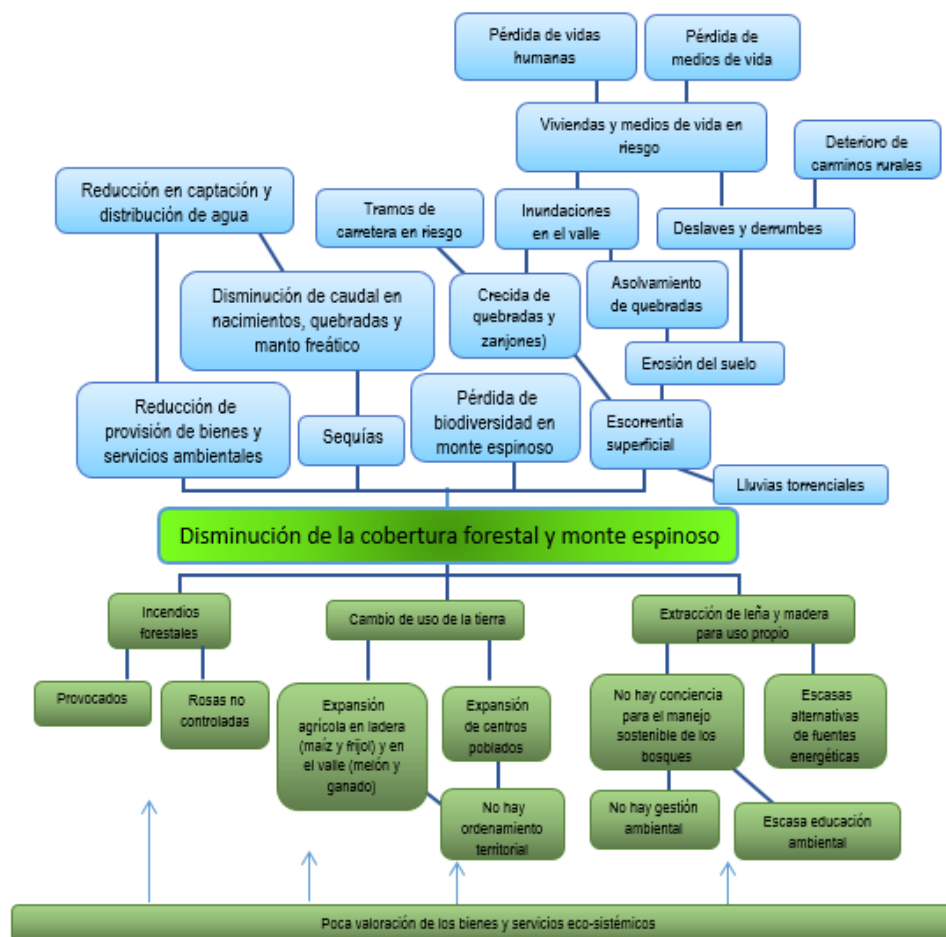 Pérdida de vidas
humanas
Pérdida de
medios de vida
Viviendas y medios de vida en
riesgo
Deterioro de
carminos rurales
Reducción en captación y
distribución de agua
Tramos de
carretera en riesgo
Inundaciones
en el valle
Deslaves y derrumbes
Disminución de caudal en
nacimientos, quebradas y
manto freático
Crecida de
quebradas y
zanjones)
Asolvamiento
de quebradas
Erosión del suelo
Reducción de
provisión de bienes y
servicios ambientales
Sequías
Pérdida de
biodiversidad en
monte espinoso
Escorrentía
superficial
Lluvias torrenciales
Disminución de la cobertura forestal y monte espinoso
Incendios
forestales
Cambio de uso de la tierra
Extracción de leña y madera
para uso propio
Provocados
Rosas no
controladas
Expansión
agrícola en ladera
(maíz y frijol) y en
el valle (melón y
ganado)
Expansión
de centros
poblados
No hay conciencia
para el manejo
sostenible de los
bosques
Escasas
alternativas
de fuentes
energéticas
No hay
ordenamiento
territorial
No hay gestión
ambiental
Escasa educación
ambiental
Poca valoración de los bienes y servicios eco-sistémicos